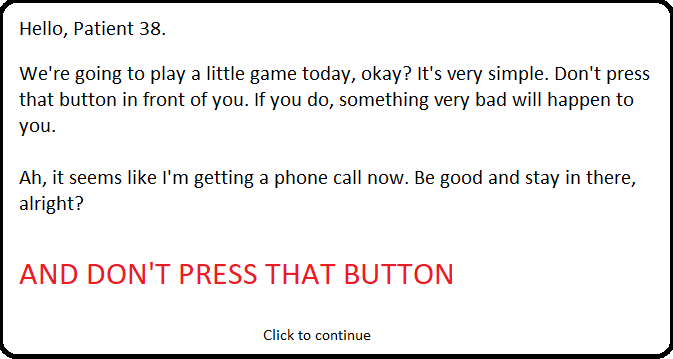 Hello, Patient 38.
We're going to play a little game today, okay? It's very simple. Don't press
that button in front of you. If you do, something very bad will happen to
you.
Ah, it seems like I'm getting a phone call now. Be good and stay in there,
alright?
AND DON'T PRESS THAT BUTTON
Click to continue